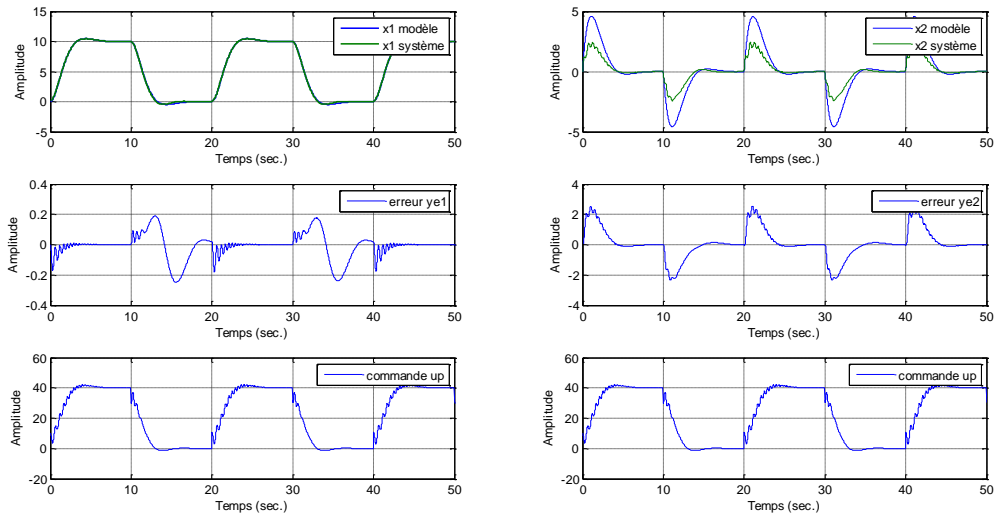 15
10
5
0
-5
Amplitude
x1 modèle
x1 système
0 10 20 30 40 50
Temps (sec.)
5
0
-5
Amplitude
x2 modèle
x2 système
0 10 20 30 40 50
Temps (sec.)
0.4
0.2
0
-0.2
-0.4
Amplitude
erreur ye1
0 10 20 30 40 50
Temps (sec.)
4
2
0
-2
-4
Amplitude
erreur ye2
0 10 20 30 40 50
Temps (sec.)
60
40
20
0
-20
Amplitude
commande up
0 10 20 30 40 50
Temps (sec.)
60
40
20
0
-20
Amplitude
commande up
0 10 20 30 40 50
Temps (sec.)